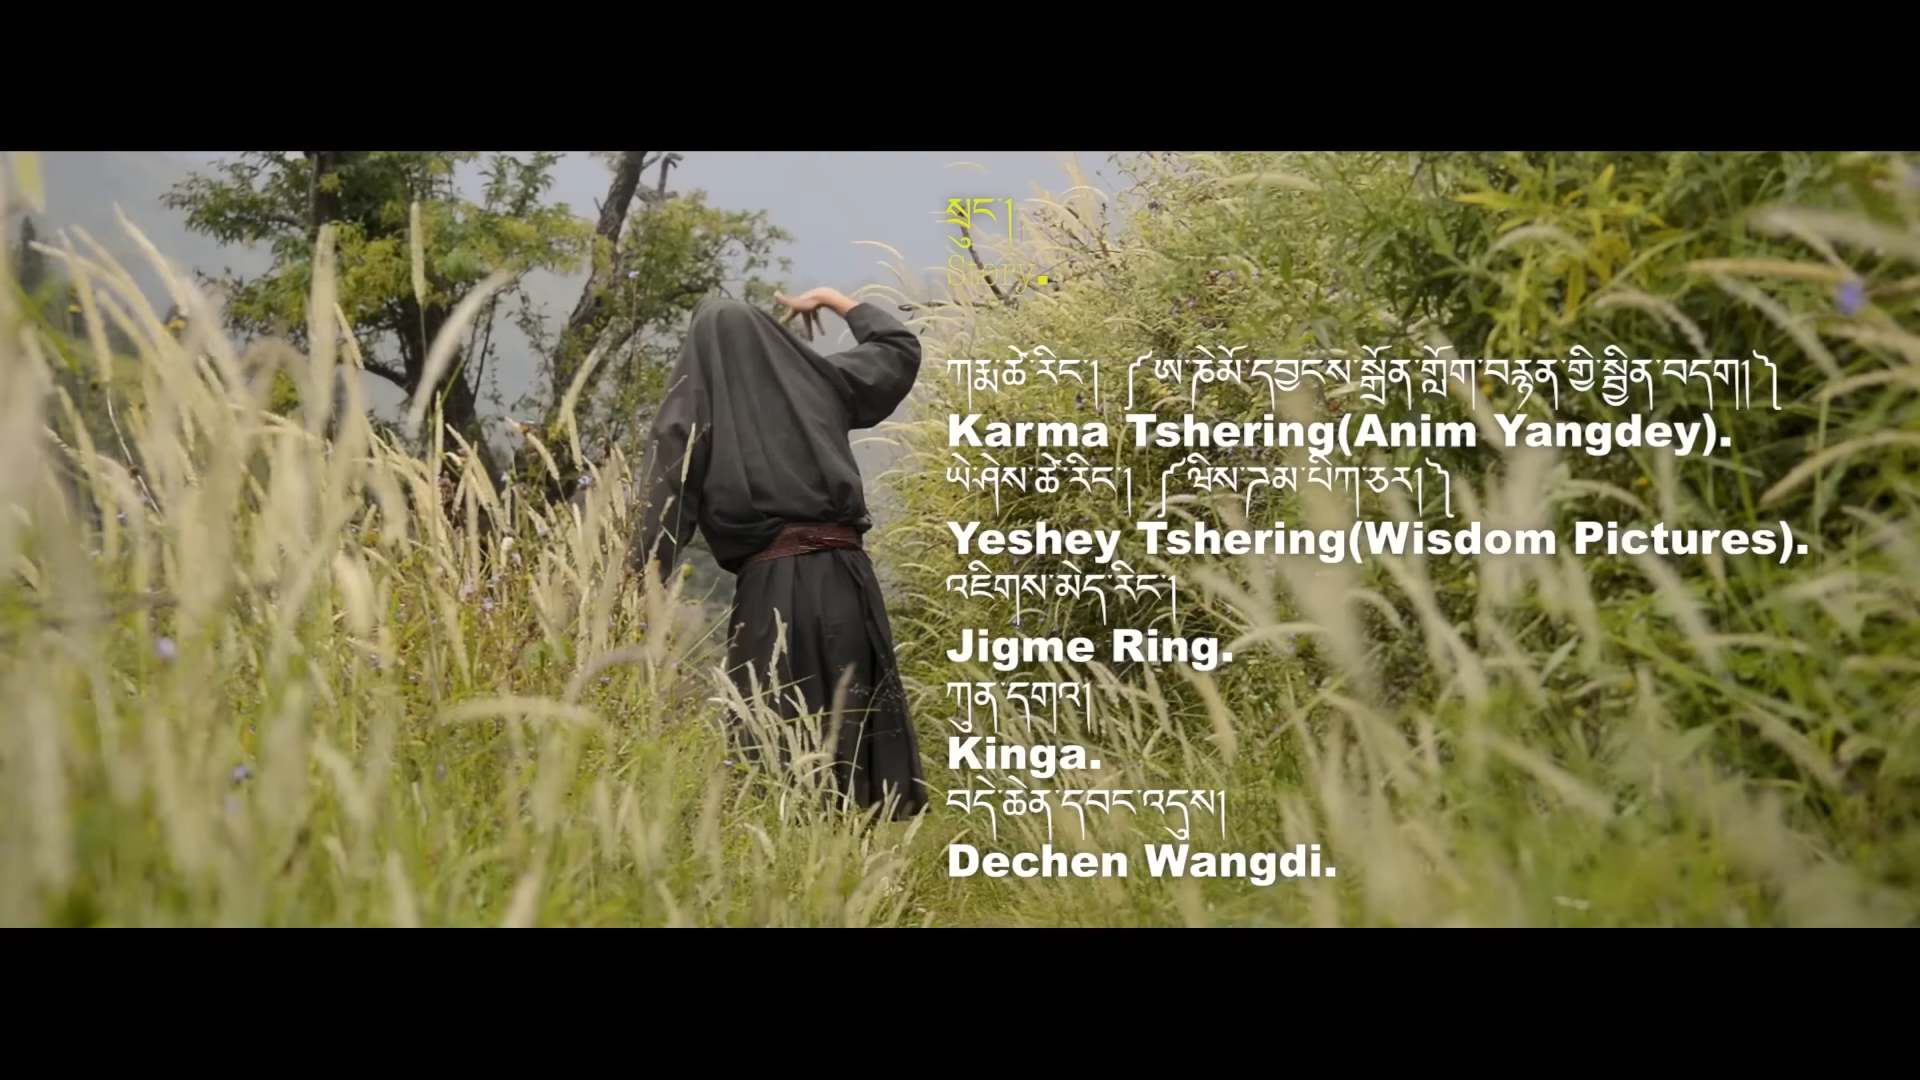 སྲུང་།
Story.
ཀརྨ་ཚེ་རིང་། ༼ཨ་ཆེམོ་དབྱངས་སྒྲོན་གློག་བརྙན་གྱི་སྦྱིན་བདག།༽
Karma Tshering(Anim Yangdey).
ཡེ་ཤེས་ཚེ་རིང་། ༼ཝིས་ཌམ་པིཀ་ཅར།༽
Yeshey Tshering(Wisdom Pictures).
འཇིགས་མེད་རིང་།
Jigme Ring.
ཀུན་དགའ།
Kinga.
བདེ་ཆེན་དབང་འདུས།
Dechen Wangdi.